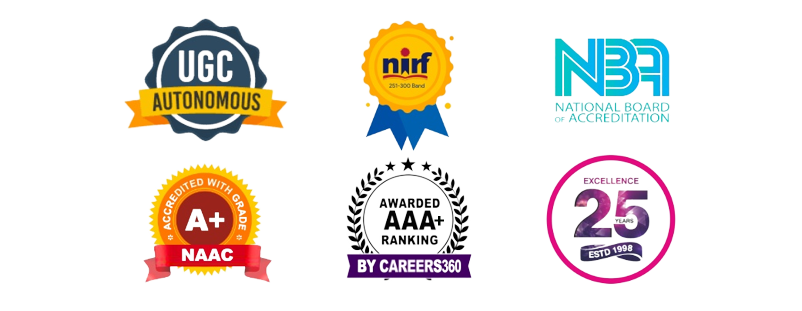 UGC
AUTONOMOUS
nirf
251-300 Band
NBA
NATIONAL BOARD
OF ACCREDITATION
ACCREDITED WITH GRADE
A+
NAAC
AWARDED
AAA+
RANKING
BY CAREERS360
EXCELLENCE
25
YEARS
ESTD 1998